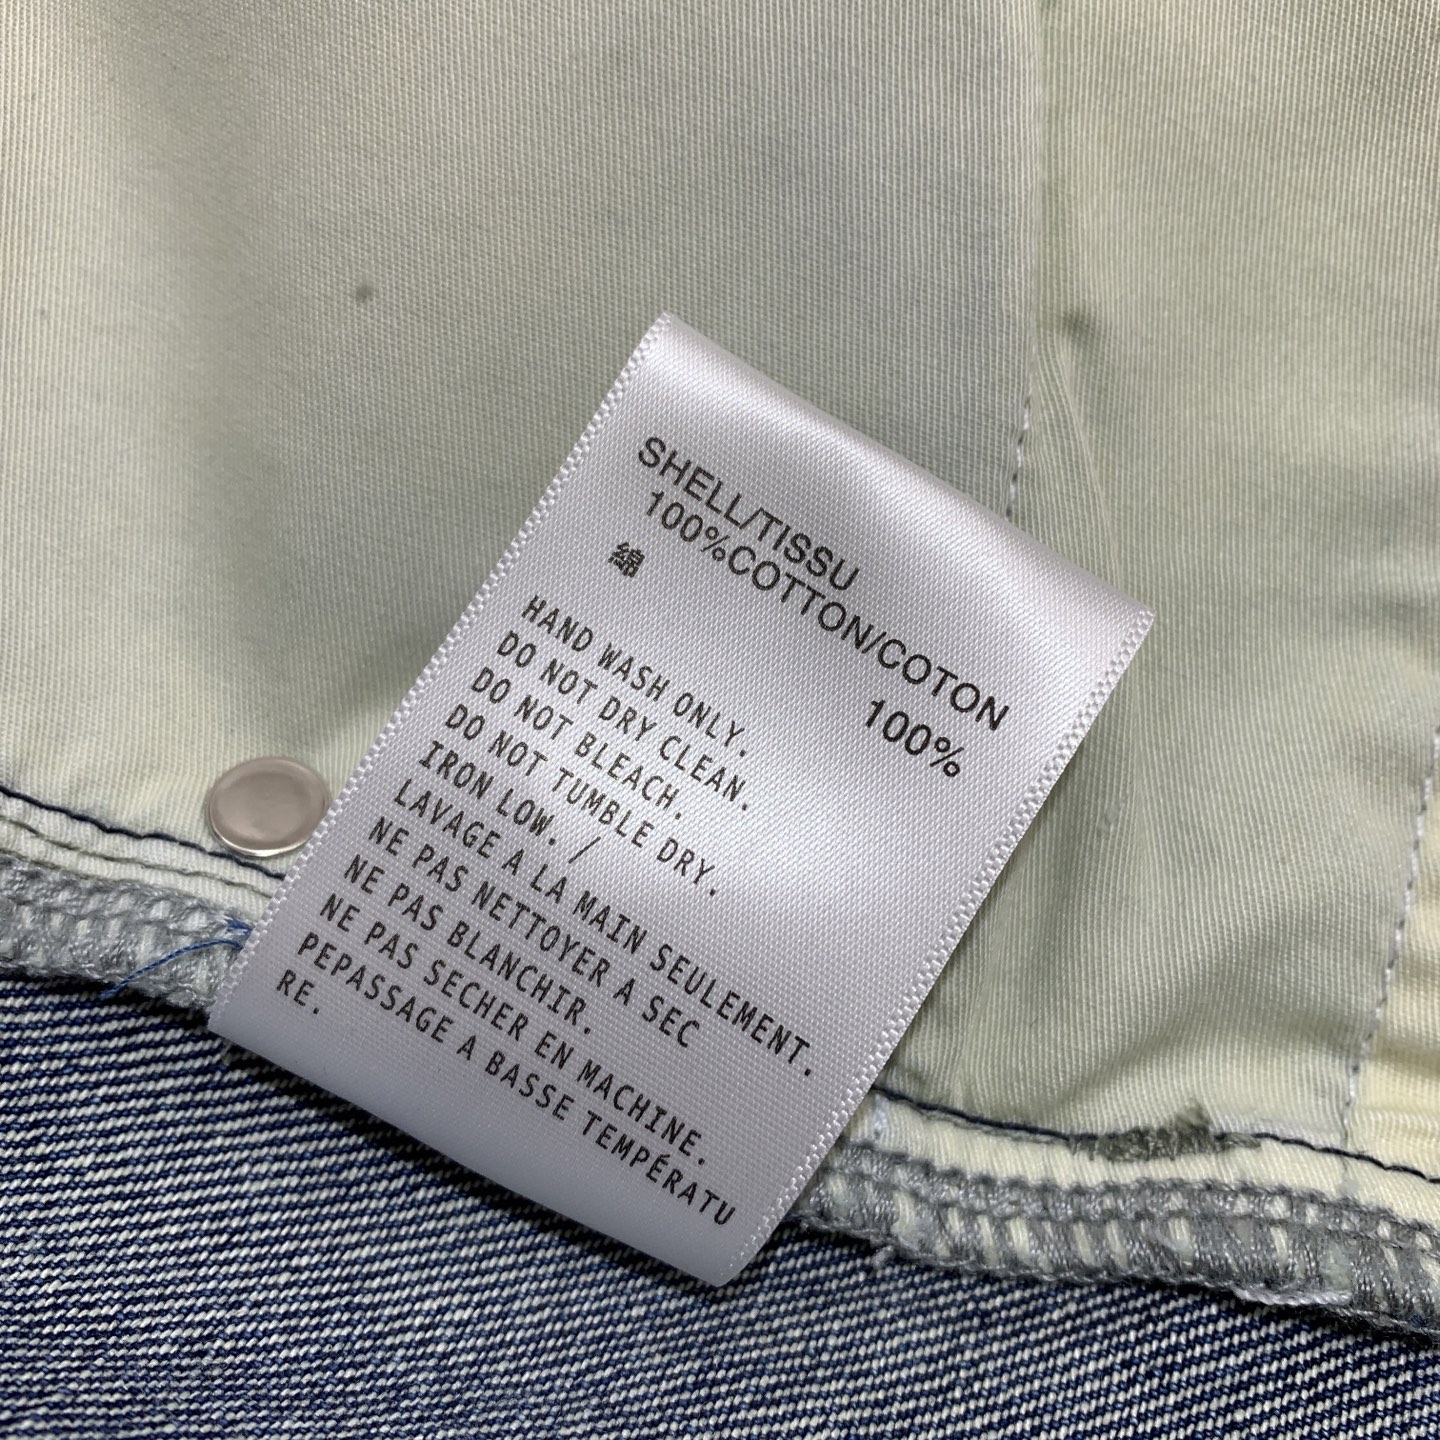 SHELL/TISSU
100%COTTON/COTON
綿 100%
HAND WASH ONLY.
DO NOT DRY CLEAN.
DO NOT BLEACH.
DO NOT TUMBLE DRY.
IRON LOW. /
LAVAGE A LA MAIN SEULEMENT.
NE PAS NETTOYER A SEC
NE PAS BLANCHIR.
NE PAS SECHER EN MACHINE.
PEPASSAGE A BASSE TEMPÉRATU
RE.